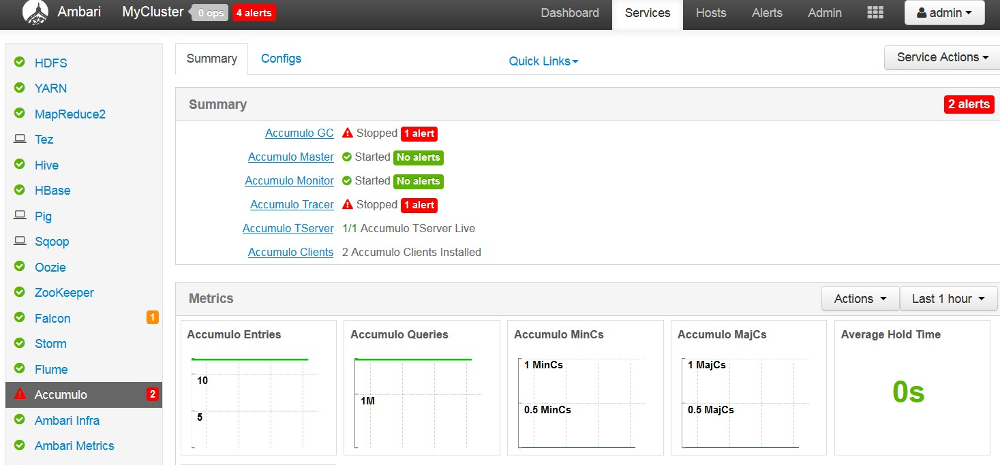 Ambari MyCluster 0 ops 4 alerts Dashboard Services Hosts Alerts Admin admin
HDFS
YARN
MapReduce2
Tez
Hive
HBase
Pig
Sqoop
Oozie
ZooKeeper
Falcon 1
Storm
Flume
Accumulo 2
Ambari Infra
Ambari Metrics
Summary Configs Quick Links Service Actions
Summary 2 alerts
Accumulo GC Stopped 1 alert
Accumulo Master Started No alerts
Accumulo Monitor Started No alerts
Accumulo Tracer Stopped 1 alert
Accumulo TServer 1/1 Accumulo TServer Live
Accumulo Clients 2 Accumulo Clients Installed
Metrics Actions Last 1 hour
Accumulo Entries
10
5
Accumulo Queries
1M
Accumulo MinCs
1 MinCs
0.5 MinCs
Accumulo MajCs
1 MajCs
0.5 MajCs
Average Hold Time
0s